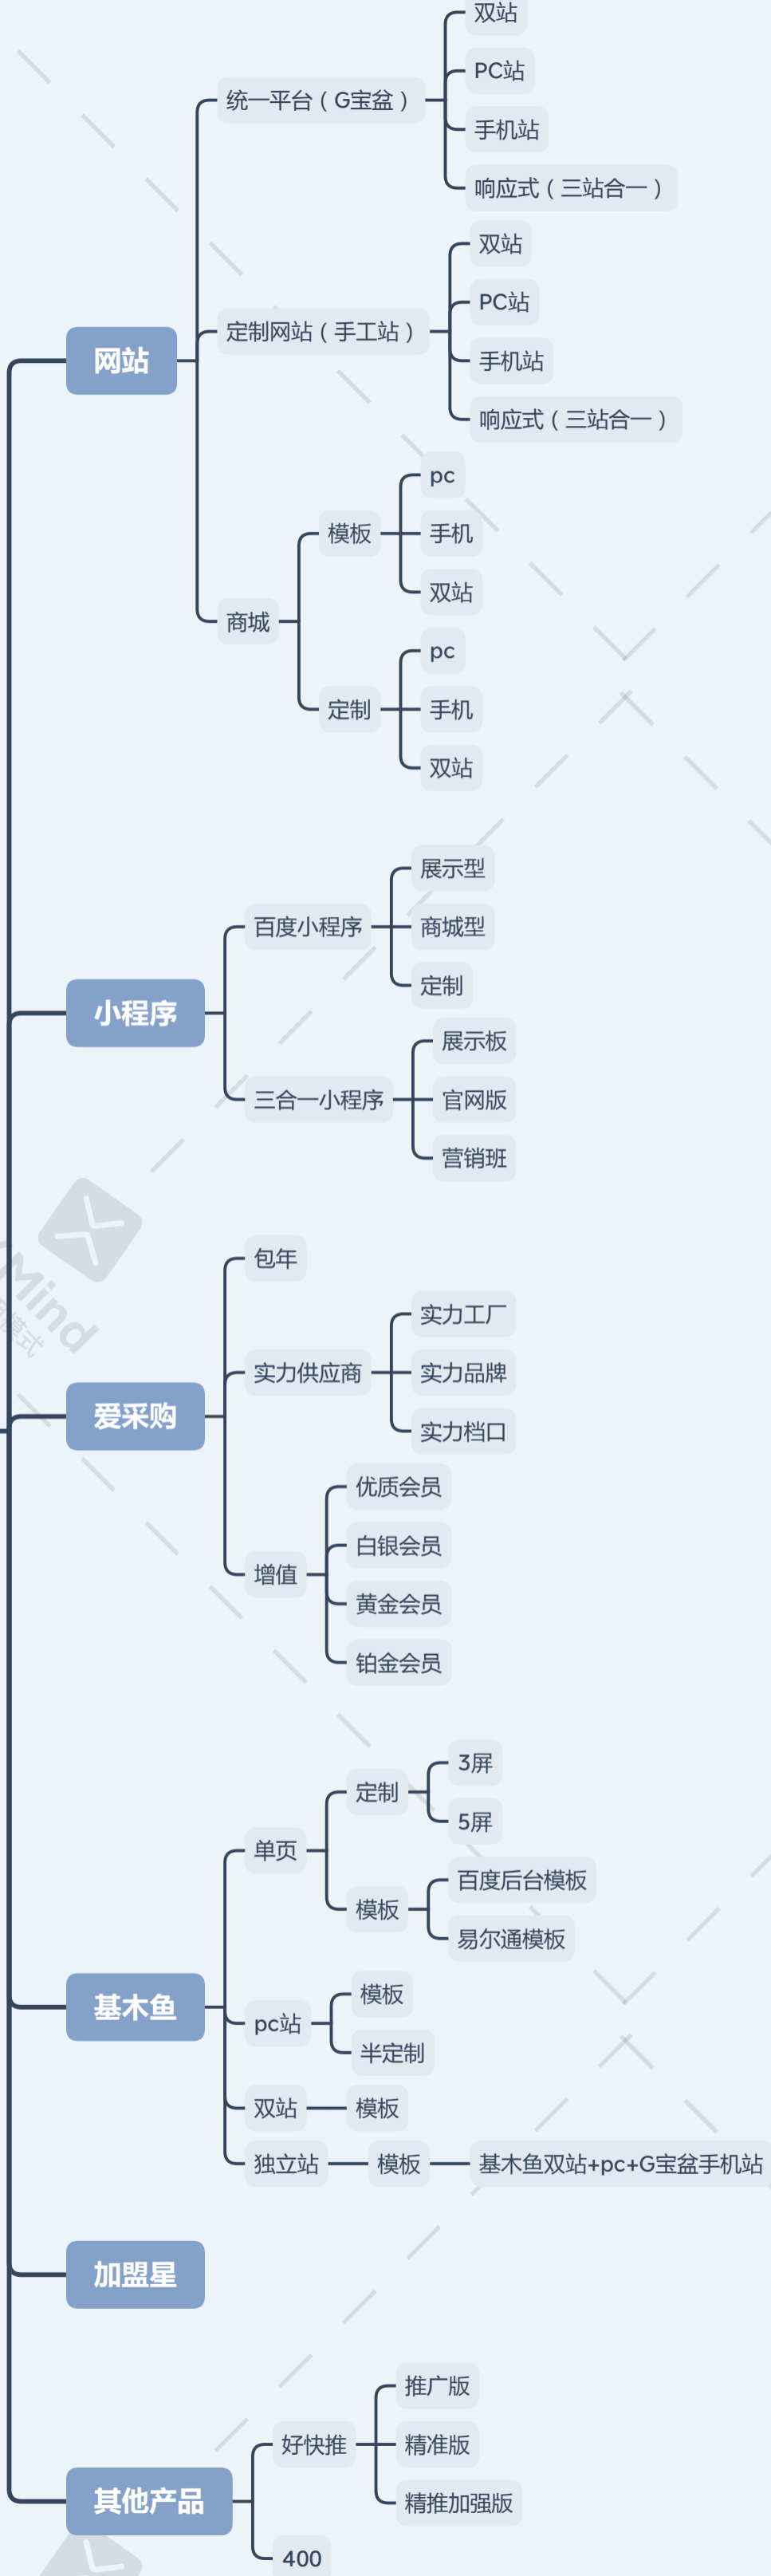 双站
PC站
统一平台（G宝盆）
手机站
响应式（三站合一）
双站
PC站
定制网站（手工站）
手机站
响应式（三站合一）
网站
pc
模板
手机
双站
商城
pc
定制
手机
双站
展示型
百度小程序
商城型
定制
小程序
展示板
三合一小程序
官网版
营销班
包年
实力工厂
实力供应商
实力品牌
实力档口
爱采购
优质会员
白银会员
增值
黄金会员
铂金会员
3屏
定制
5屏
单页
百度后台模板
模板
易尔通模板
基木鱼
模板
pc站
半定制
双站
模板
独立站
模板
基木鱼双站+pc+G宝盆手机站
加盟星
推广版
好快推
精准版
精推加强版
其他产品
400
Mind
模式